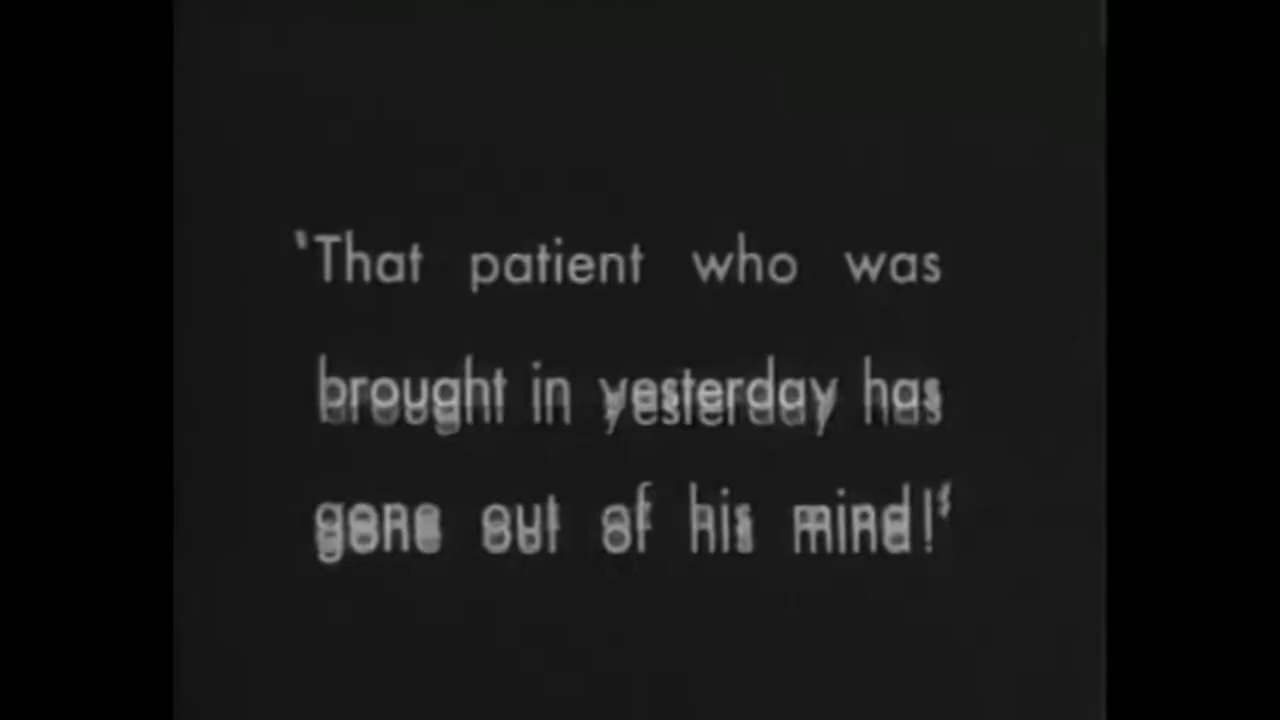 'That patient who was
brought in yesterday has
gone out of his mind!'